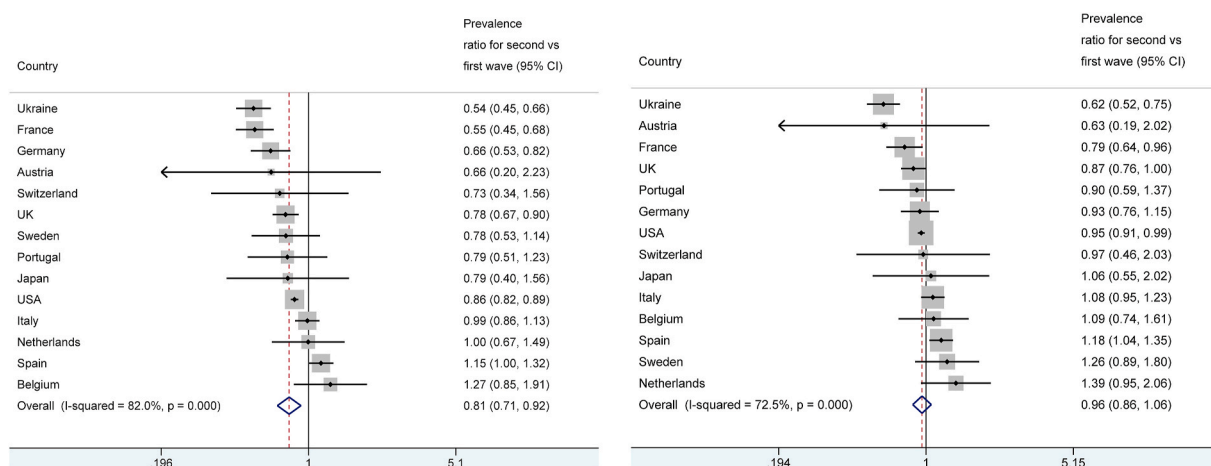 Prevalence
ratio for second vs
Country first wave (95% CI)
Ukraine 0.54 (0.45, 0.66)
France 0.55 (0.45, 0.68)
Germany 0.66 (0.53, 0.82)
Austria 0.66 (0.20, 2.23)
Switzerland 0.73 (0.34, 1.56)
UK 0.78 (0.67, 0.90)
Sweden 0.78 (0.53, 1.14)
Portugal 0.79 (0.51, 1.23)
Japan 0.79 (0.40, 1.56)
USA 0.86 (0.82, 0.89)
Italy 0.99 (0.86, 1.13)
Netherlands 1.00 (0.67, 1.49)
Spain 1.15 (1.00, 1.32)
Belgium 1.27 (0.85, 1.91)
Overall (I-squared = 82.0%, p = 0.000) 0.81 (0.71, 0.92)
.196 1 5.1
Prevalence
ratio for second vs
Country first wave (95% CI)
Ukraine 0.62 (0.52, 0.75)
Austria 0.63 (0.19, 2.02)
France 0.79 (0.64, 0.96)
UK 0.87 (0.76, 1.00)
Portugal 0.90 (0.59, 1.37)
Germany 0.93 (0.76, 1.15)
USA 0.95 (0.91, 0.99)
Switzerland 0.97 (0.46, 2.03)
Japan 1.06 (0.55, 2.02)
Italy 1.08 (0.95, 1.23)
Belgium 1.09 (0.74, 1.61)
Spain 1.18 (1.04, 1.35)
Sweden 1.26 (0.89, 1.80)
Netherlands 1.39 (0.95, 2.06)
Overall (I-squared = 72.5%, p = 0.000) 0.96 (0.86, 1.06)
.194 1 5.15